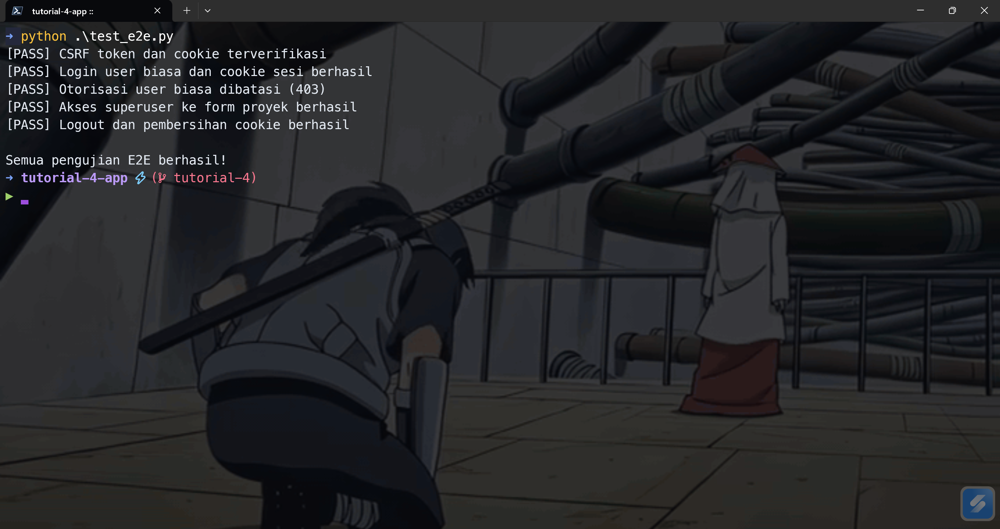 tutorial-4-app ::
➜ python .\test_e2e.py
[PASS] CSRF token dan cookie terverifikasi
[PASS] Login user biasa dan cookie sesi berhasil
[PASS] Otorisasi user biasa dibatasi (403)
[PASS] Akses superuser ke form proyek berhasil
[PASS] Logout dan pembersihan cookie berhasil
Semua pengujian E2E berhasil!
➜ tutorial-4-app ⚡( tutorial-4)